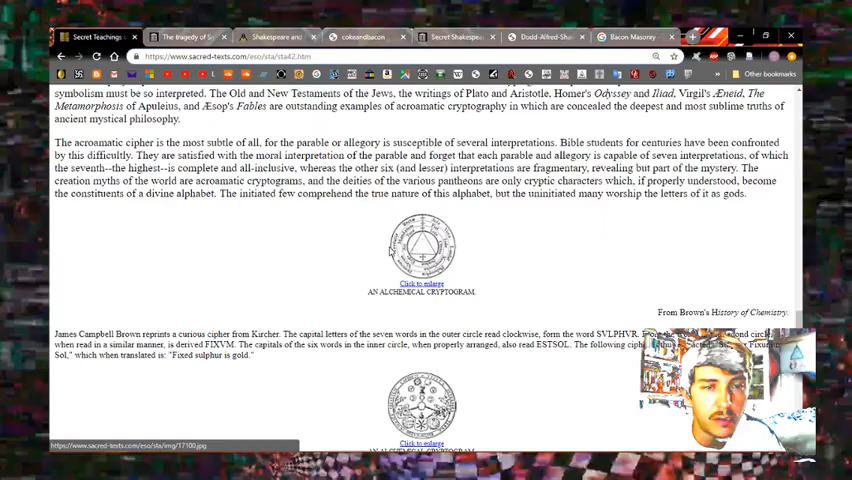 Secret Teachings
The tragedy of S
Shakespeare and
cokeandbacon
Secret Shakespea
Dodd-Alfred-Sha
Bacon Masonry -
https://www.sacred-texts.com/eso/sta/sta42.htm
Other bookmarks
symbolism must be so interpreted. The Old and New Testaments of the Jews, the writings of Plato and Aristotle, Homer's Odyssey and Iliad, Virgil's Æneid, The
Metamorphosis of Apuleius, and Æsop's Fables are outstanding examples of acroamatic cryptography in which are concealed the deepest and most sublime truths of
ancient mystical philosophy.
The acroamatic cipher is the most subtle of all, for the parable or allegory is susceptible of several interpretations. Bible students for centuries have been confronted
by this difficultly. They are satisfied with the moral interpretation of the parable and forget that each parable and allegory is capable of seven interpretations, of which
the seventh--the highest--is complete and all-inclusive, whereas the other six (and lesser) interpretations are fragmentary, revealing but part of the mystery. The
creation myths of the world are acroamatic cryptograms, and the deities of the various pantheons are only cryptic characters which, if properly understood, become
the constituents of a divine alphabet. The initiated few comprehend the true nature of this alphabet, but the uninitiated many worship the letters of it as gods.
Click to enlarge
AN ALCHEMICAL CRYPTOGRAM.
From Brown's History of Chemistry.
James Campbell Brown reprints a curious cipher from Kircher. The capital letters of the seven words in the outer circle read clockwise, form the word SVLPHVR. From the second circle,
when read in a similar manner, is derived FIXVM. The capitals of the six words in the inner circle, when properly arranged, also read ESTSOL. The following ciph
Sol," which when translated is: "Fixed sulphur is gold."
Click to enlarge
https://www.sacred-texts.com/eso/sta/img/17100.jpg